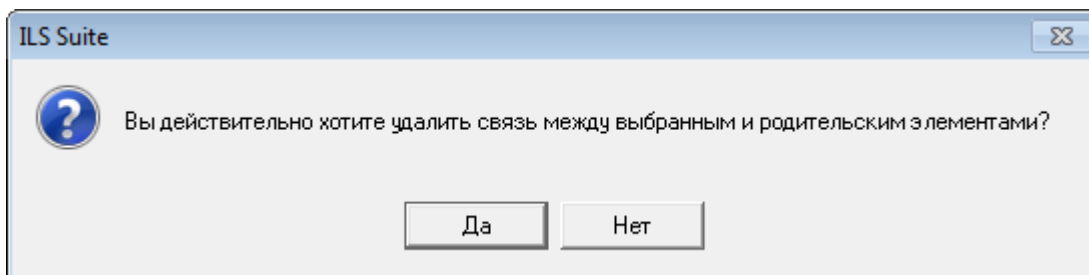 ILS Suite
Вы действительно хотите удалить связь между выбранным и родительским элементами?
Да
Нет